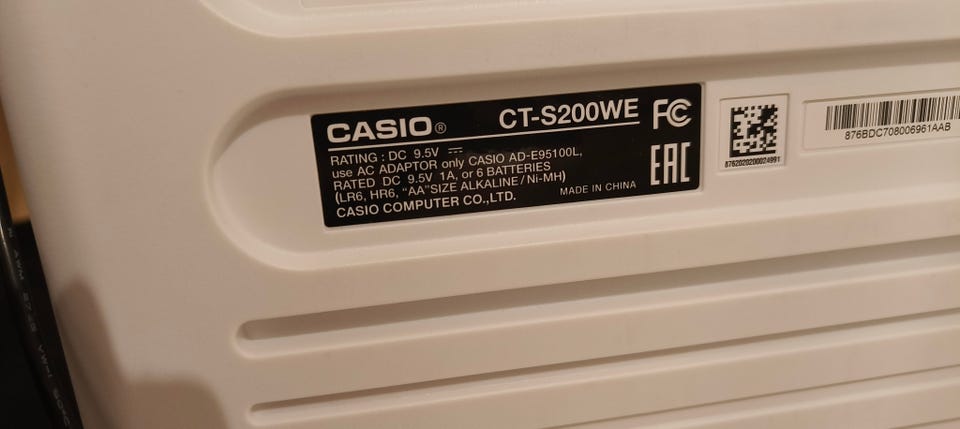 CASIO® CT-S200WE FC
RATING : DC 9.5V ⎓
use AC ADAPTOR only CASIO AD-E95100L,
RATED DC 9.5V 1A, or 6 BATTERIES
(LR6, HR6, "AA"SIZE ALKALINE/Ni-MH)
CASIO COMPUTER CO.,LTD. MADE IN CHINA
EAC
8762020200024991
876BDC708006961AAB